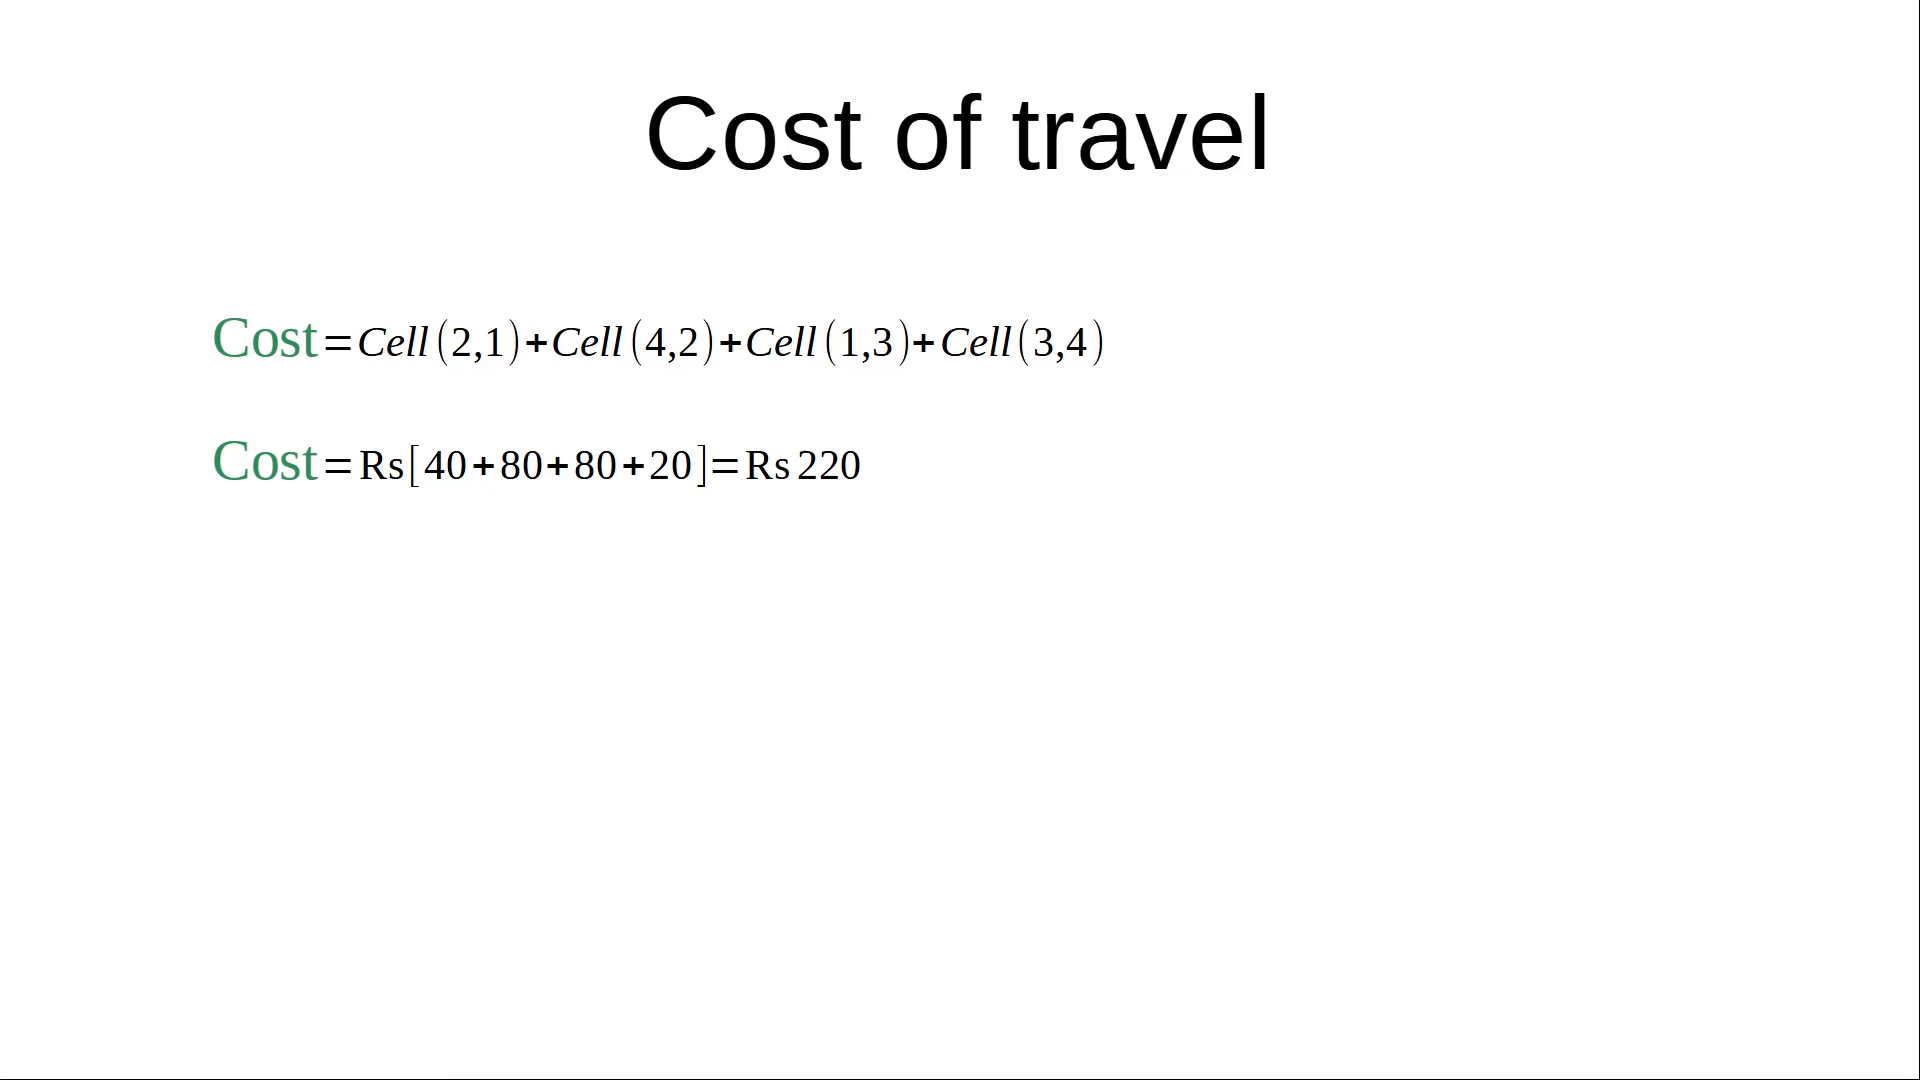 Cost of travel
Cost=Cell(2,1)+Cell(4,2)+Cell(1,3)+Cell(3,4)
Cost=Rs[40+80+80+20]=Rs 220